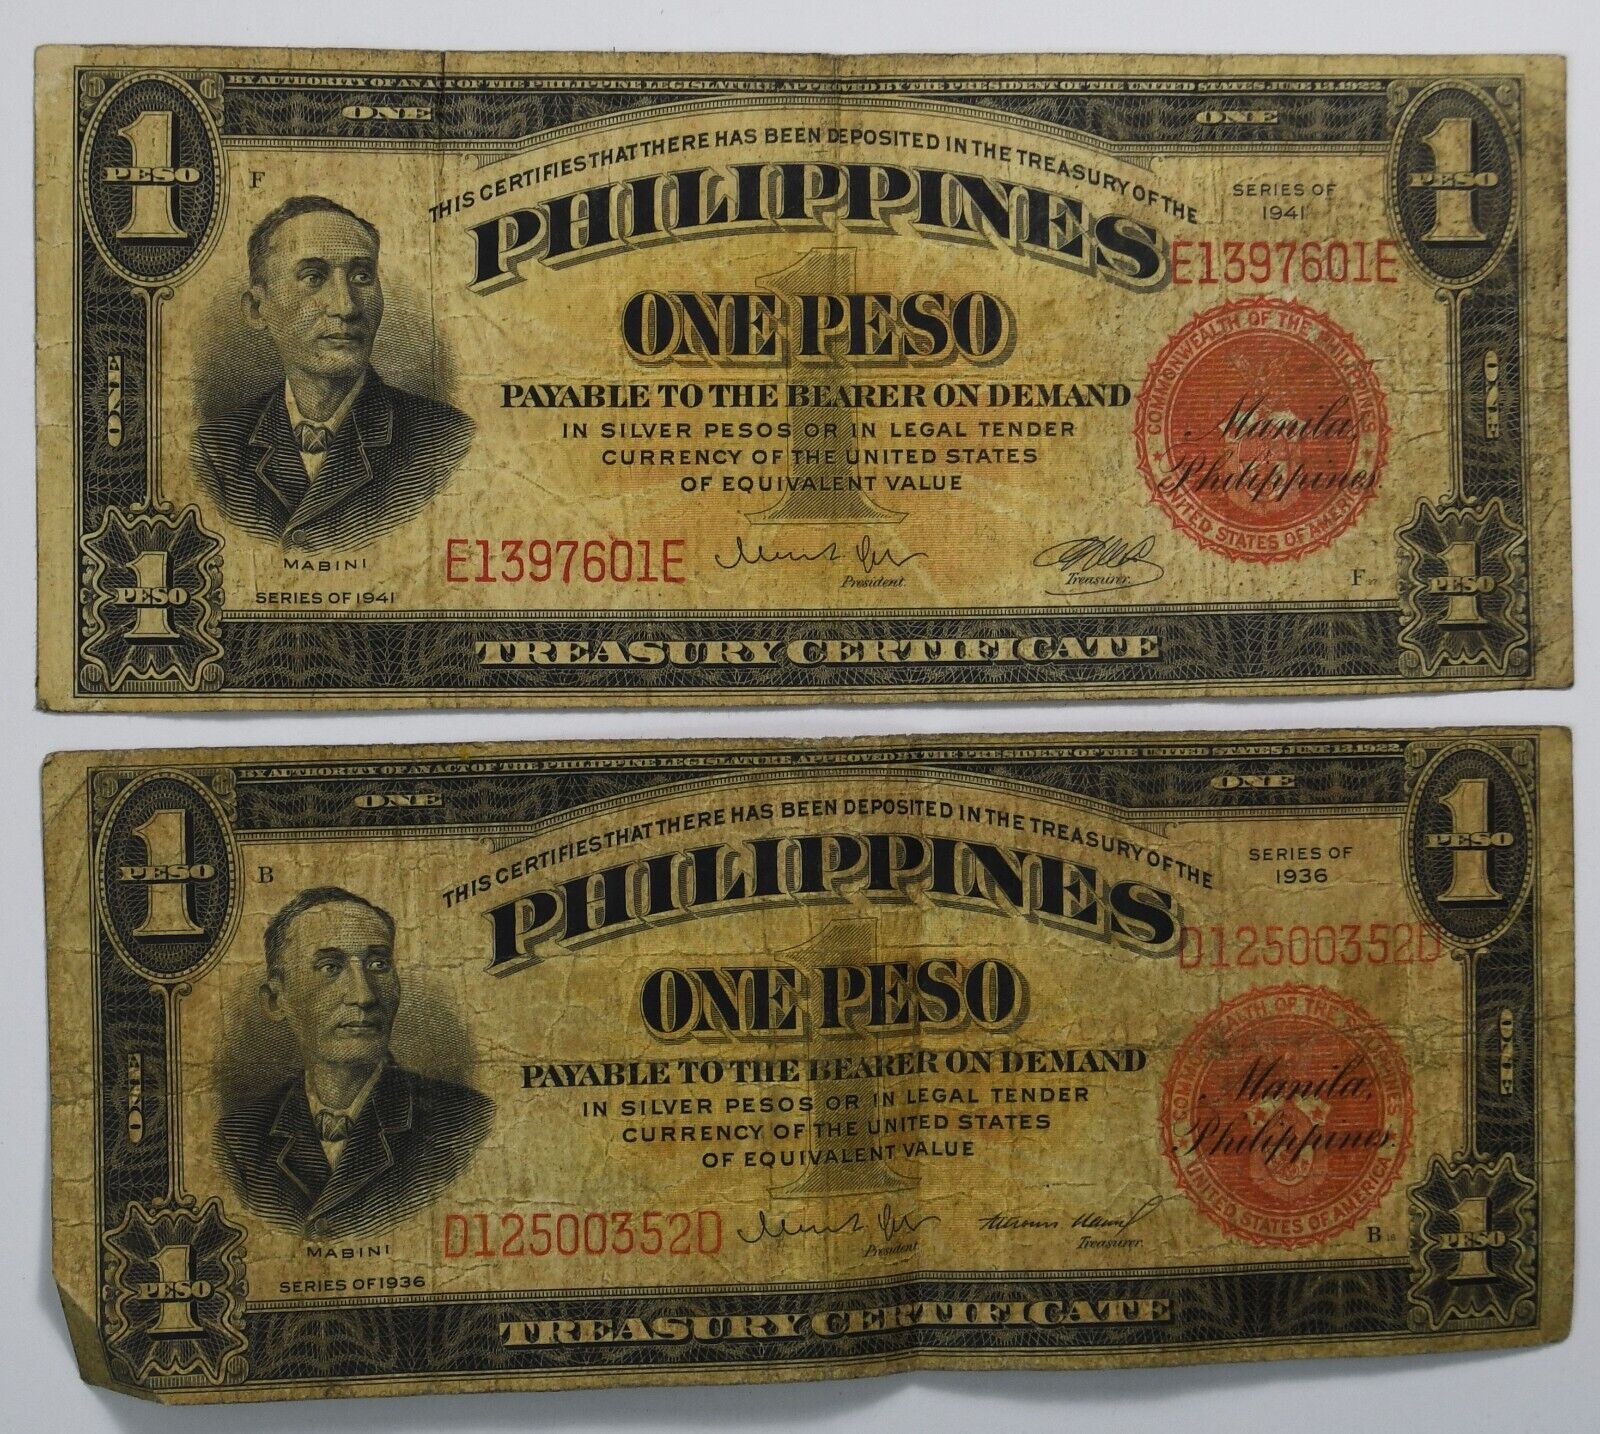 BY AUTHORITY OF AN ACT OF THE PHILIPPINE LEGISLATURE, APPROVED BY THE PRESIDENT OF THE UNITED STATES, JUNE 13, 1922.
ONE ONE
1 PESO
1 PESO
F
THIS CERTIFIES THAT THERE HAS BEEN DEPOSITED IN THE TREASURY OF THE
SERIES OF
1941
PHILIPPINES
E1397601E
1
ONE PESO
ONE
ONE
PAYABLE TO THE BEARER ON DEMAND
IN SILVER PESOS OR IN LEGAL TENDER
CURRENCY OF THE UNITED STATES
OF EQUIVALENT VALUE
COMMONWEALTH OF THE PHILIPPINES
UNITED STATES OF AMERICA
Manila,
Philippines.
MABINI
SERIES OF 1941
E1397601E
President.
Treasurer.
F 37
1 PESO
1 PESO
TREASURY CERTIFICATE
BY AUTHORITY OF AN ACT OF THE PHILIPPINE LEGISLATURE, APPROVED BY THE PRESIDENT OF THE UNITED STATES, JUNE 13, 1922.
ONE ONE
1 PESO
1 PESO
B
THIS CERTIFIES THAT THERE HAS BEEN DEPOSITED IN THE TREASURY OF THE
SERIES OF
1936
PHILIPPINES
D12500352D
1
ONE PESO
ONE
ONE
PAYABLE TO THE BEARER ON DEMAND
IN SILVER PESOS OR IN LEGAL TENDER
CURRENCY OF THE UNITED STATES
OF EQUIVALENT VALUE
COMMONWEALTH OF THE PHILIPPINES
UNITED STATES OF AMERICA
Manila,
Philippines.
MABINI
SERIES OF 1936
D12500352D
President.
Treasurer.
B 16
1 PESO
1 PESO
TREASURY CERTIFICATE